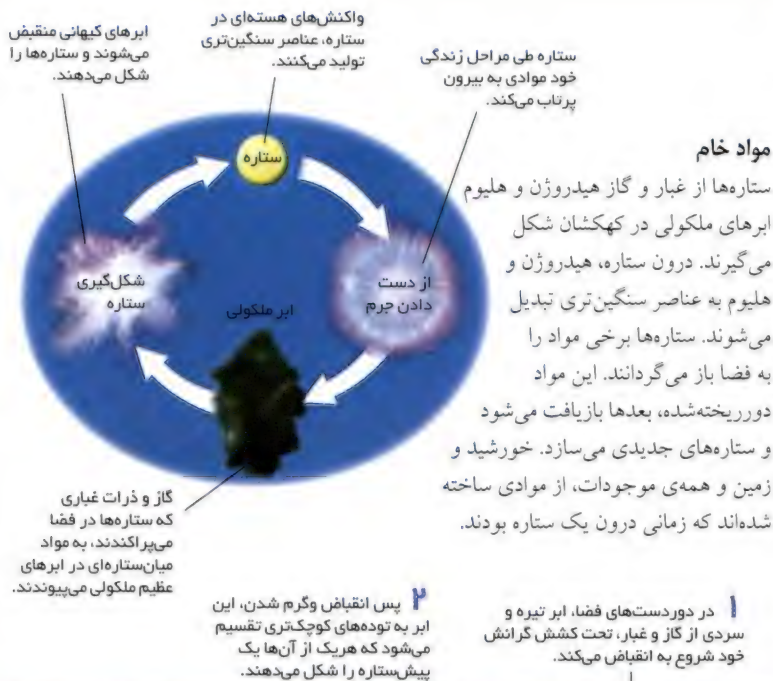 ابرهای کیهانی منقبض
می‌شوند و ستاره‌ها را
شکل می‌دهند.
واکنش‌های هسته‌ای در
ستاره، عناصر سنگین‌تری
تولید می‌کنند.
ستاره طی مراحل زندگی
خود موادی به بیرون
پرتاب می‌کند.
ستاره
از دست
دادن جرم
ابر ملکولی
شکل‌گیری
ستاره
گاز و ذرات غباری
که ستاره‌ها در فضا
می‌پراکندند، به مواد
میان‌ستاره‌ای در ابرهای
عظیم ملکولی می‌پیوندند.
مواد خام
ستاره‌ها از غبار و گاز هیدروژن و هلیوم
ابرهای ملکولی در کهکشان شکل
می‌گیرند. درون ستاره، هیدروژن و
هلیوم به عناصر سنگین‌تری تبدیل
می‌شوند. ستاره‌ها برخی مواد را
به فضا باز می‌گردانند. این مواد
دورریخته‌شده، بعدها بازیافت می‌شود
و ستاره‌های جدیدی می‌سازد. خورشید و
زمین و همه‌ی موجودات، از موادی ساخته
شده‌اند که زمانی درون یک ستاره بودند.
۱ در دوردست‌های فضا، ابر تیره و
سردی از گاز و غبار، تحت کشش گرانش
خود شروع به انقباض می‌کند.
۲ پس انقباض وگرم شدن، این
ابر به توده‌های کوچک‌تری تقسیم
می‌شود که هریک از آن‌ها یک
پیش‌ستاره را شکل می‌دهند.